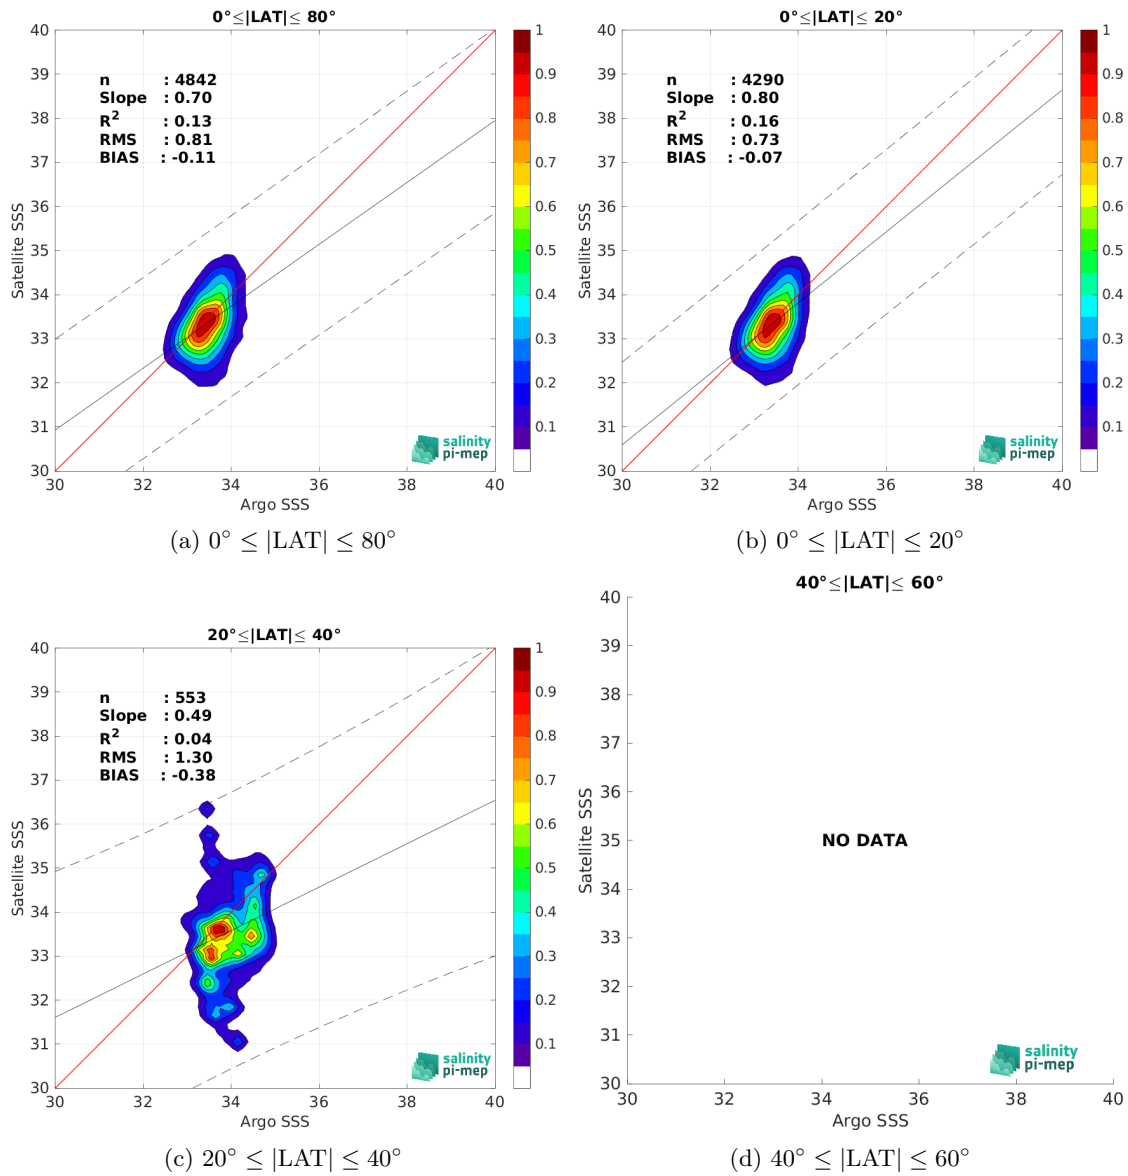 0°≤|LAT|≤ 80°
n : 4842
Slope : 0.70
R² : 0.13
RMS : 0.81
BIAS : -0.11
40
39
38
37
36
35
34
33
32
31
30
Satellite SSS
30 32 34 36 38 40
Argo SSS
1
0.9
0.8
0.7
0.6
0.5
0.4
0.3
0.2
0.1
salinity
pi-mep
(a) 0° ≤ |LAT| ≤ 80°
0°≤|LAT|≤ 20°
n : 4290
Slope : 0.80
R² : 0.16
RMS : 0.73
BIAS : -0.07
40
39
38
37
36
35
34
33
32
31
30
Satellite SSS
30 32 34 36 38 40
Argo SSS
1
0.9
0.8
0.7
0.6
0.5
0.4
0.3
0.2
0.1
salinity
pi-mep
(b) 0° ≤ |LAT| ≤ 20°
20°≤|LAT|≤ 40°
n : 553
Slope : 0.49
R² : 0.04
RMS : 1.30
BIAS : -0.38
40
39
38
37
36
35
34
33
32
31
30
Satellite SSS
30 32 34 36 38 40
Argo SSS
1
0.9
0.8
0.7
0.6
0.5
0.4
0.3
0.2
0.1
salinity
pi-mep
(c) 20° ≤ |LAT| ≤ 40°
40°≤|LAT|≤ 60°
40
39
38
37
36
35
34
33
32
31
30
Satellite SSS
NO DATA
30 32 34 36 38 40
Argo SSS
salinity
pi-mep
(d) 40° ≤ |LAT| ≤ 60°